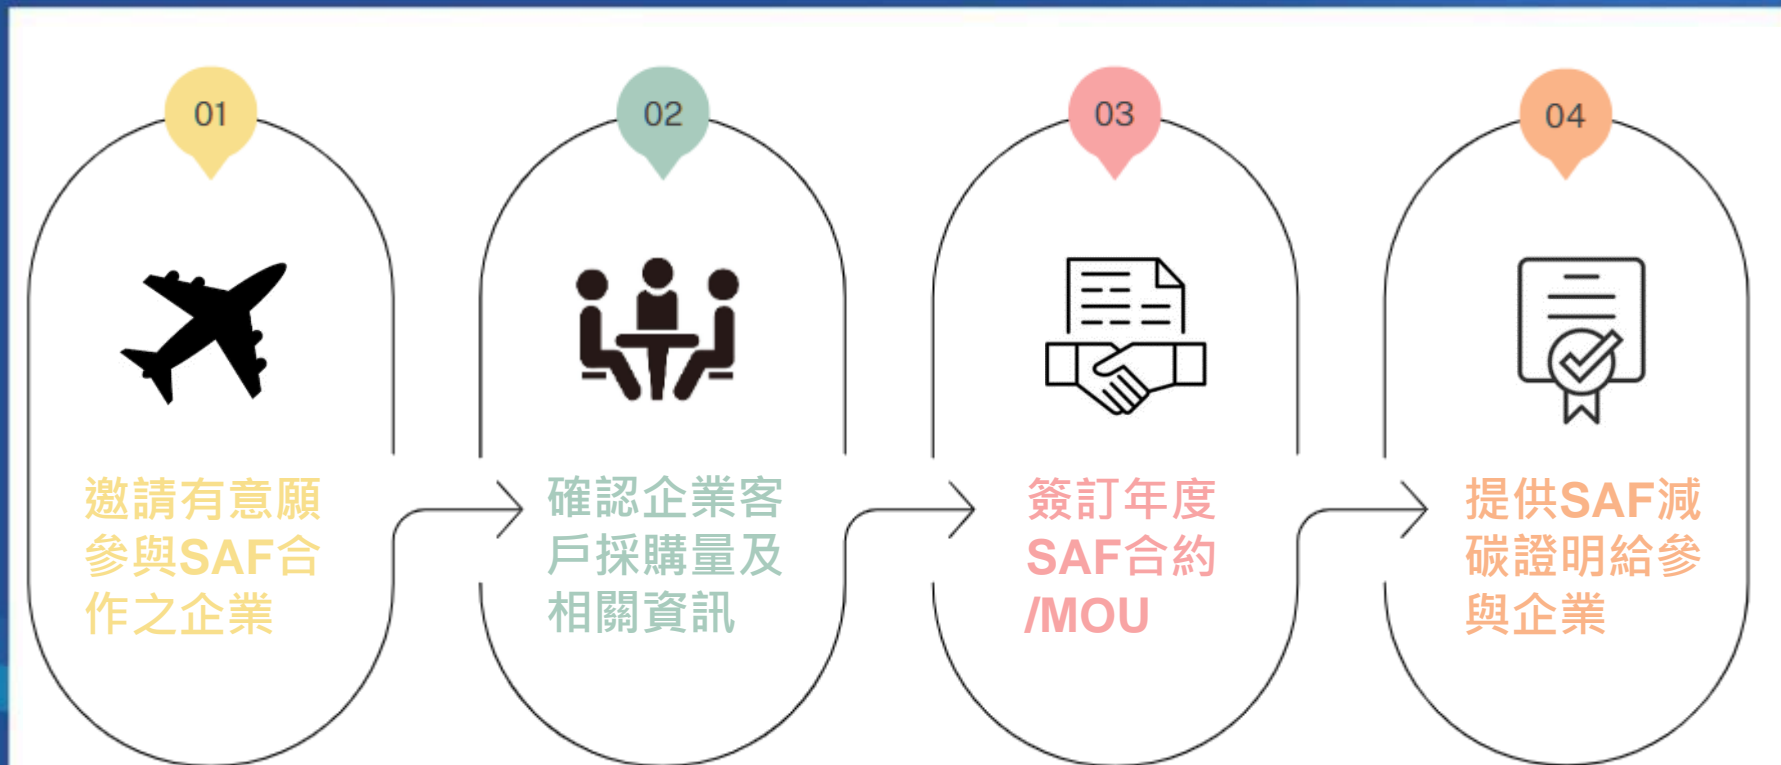 01
邀請有意願
參與SAF合
作之企業
02
確認企業客
戶採購量及
相關資訊
03
簽訂年度
SAF合約
/MOU
04
提供SAF減
碳證明給參
與企業